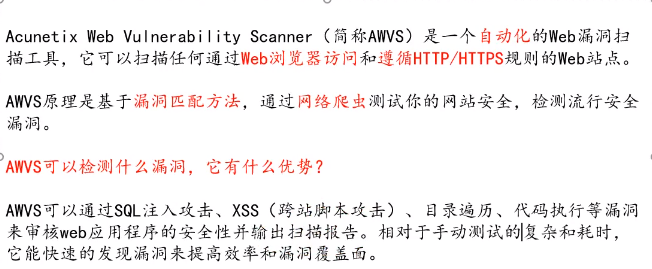 Acunetix Web Vulnerability Scanner（简称AWVS）是一个自动化的Web漏洞扫
描工具，它可以扫描任何通过Web浏览器访问和遵循HTTP/HTTPS规则的Web站点。
AWVS原理是基于漏洞匹配方法，通过网络爬虫测试你的网站安全，检测流行安全
漏洞。
AWVS可以检测什么漏洞，它有什么优势？
AWVS可以通过SQL注入攻击、XSS（跨站脚本攻击）、目录遍历、代码执行等漏洞
来审核web应用程序的安全性并输出扫描报告。相对于手动测试的复杂和耗时，
它能快速的发现漏洞来提高效率和漏洞覆盖面。